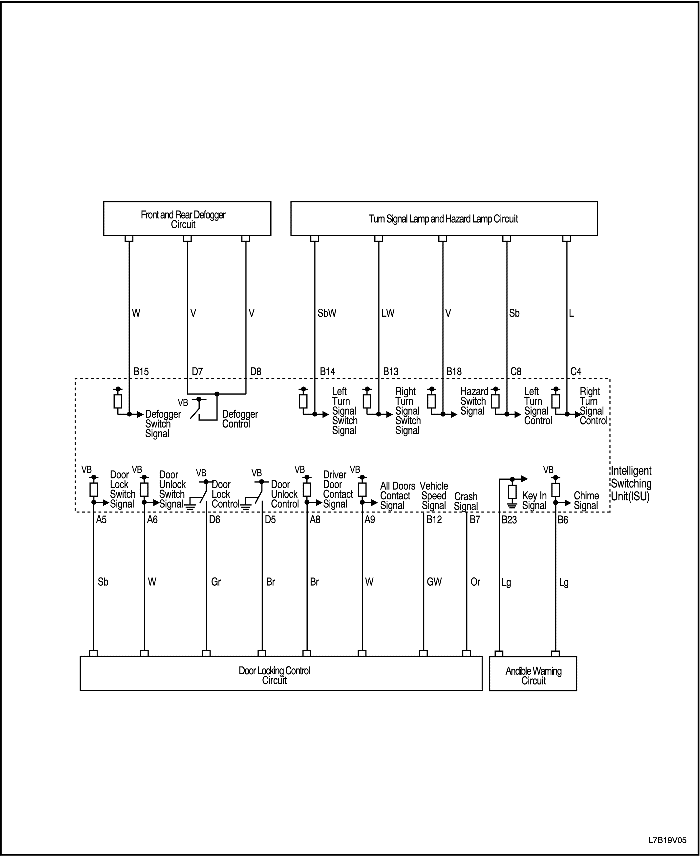 Front and Rear Defogger
Circuit
Turn Signal Lamp and Hazard Lamp Circuit
W
V
V
SbW
LW
V
Sb
L
B15
D7
D8
B14
B13
B18
C8
C4
VB
Defogger
Switch
Signal
Defogger
Control
Left
Turn
Signal
Switch
Signal
Right
Turn
Signal
Switch
Signal
Hazard
Switch
Signal
Left
Turn
Signal
Control
Right
Turn
Signal
Control
VB
Door
Lock
Switch
Signal
VB
Door
Unlock
Switch
Signal
VB
Door
Lock
Control
VB
Door
Unlock
Control
VB
Driver
Door
Contact
Signal
VB
All Doors
Contact
Signal
Vehicle
Speed
Signal
Crash
Signal
Key In
Signal
VB
Chime
Signal
Intelligent
Switching
Unit(ISU)
A5
A6
D6
D5
A8
A9
B12
B7
B23
B6
Sb
W
Gr
Br
Br
W
GW
Or
Lg
Lg
Door Locking Control
Circuit
Andible Warning
Circuit
L7B19V05